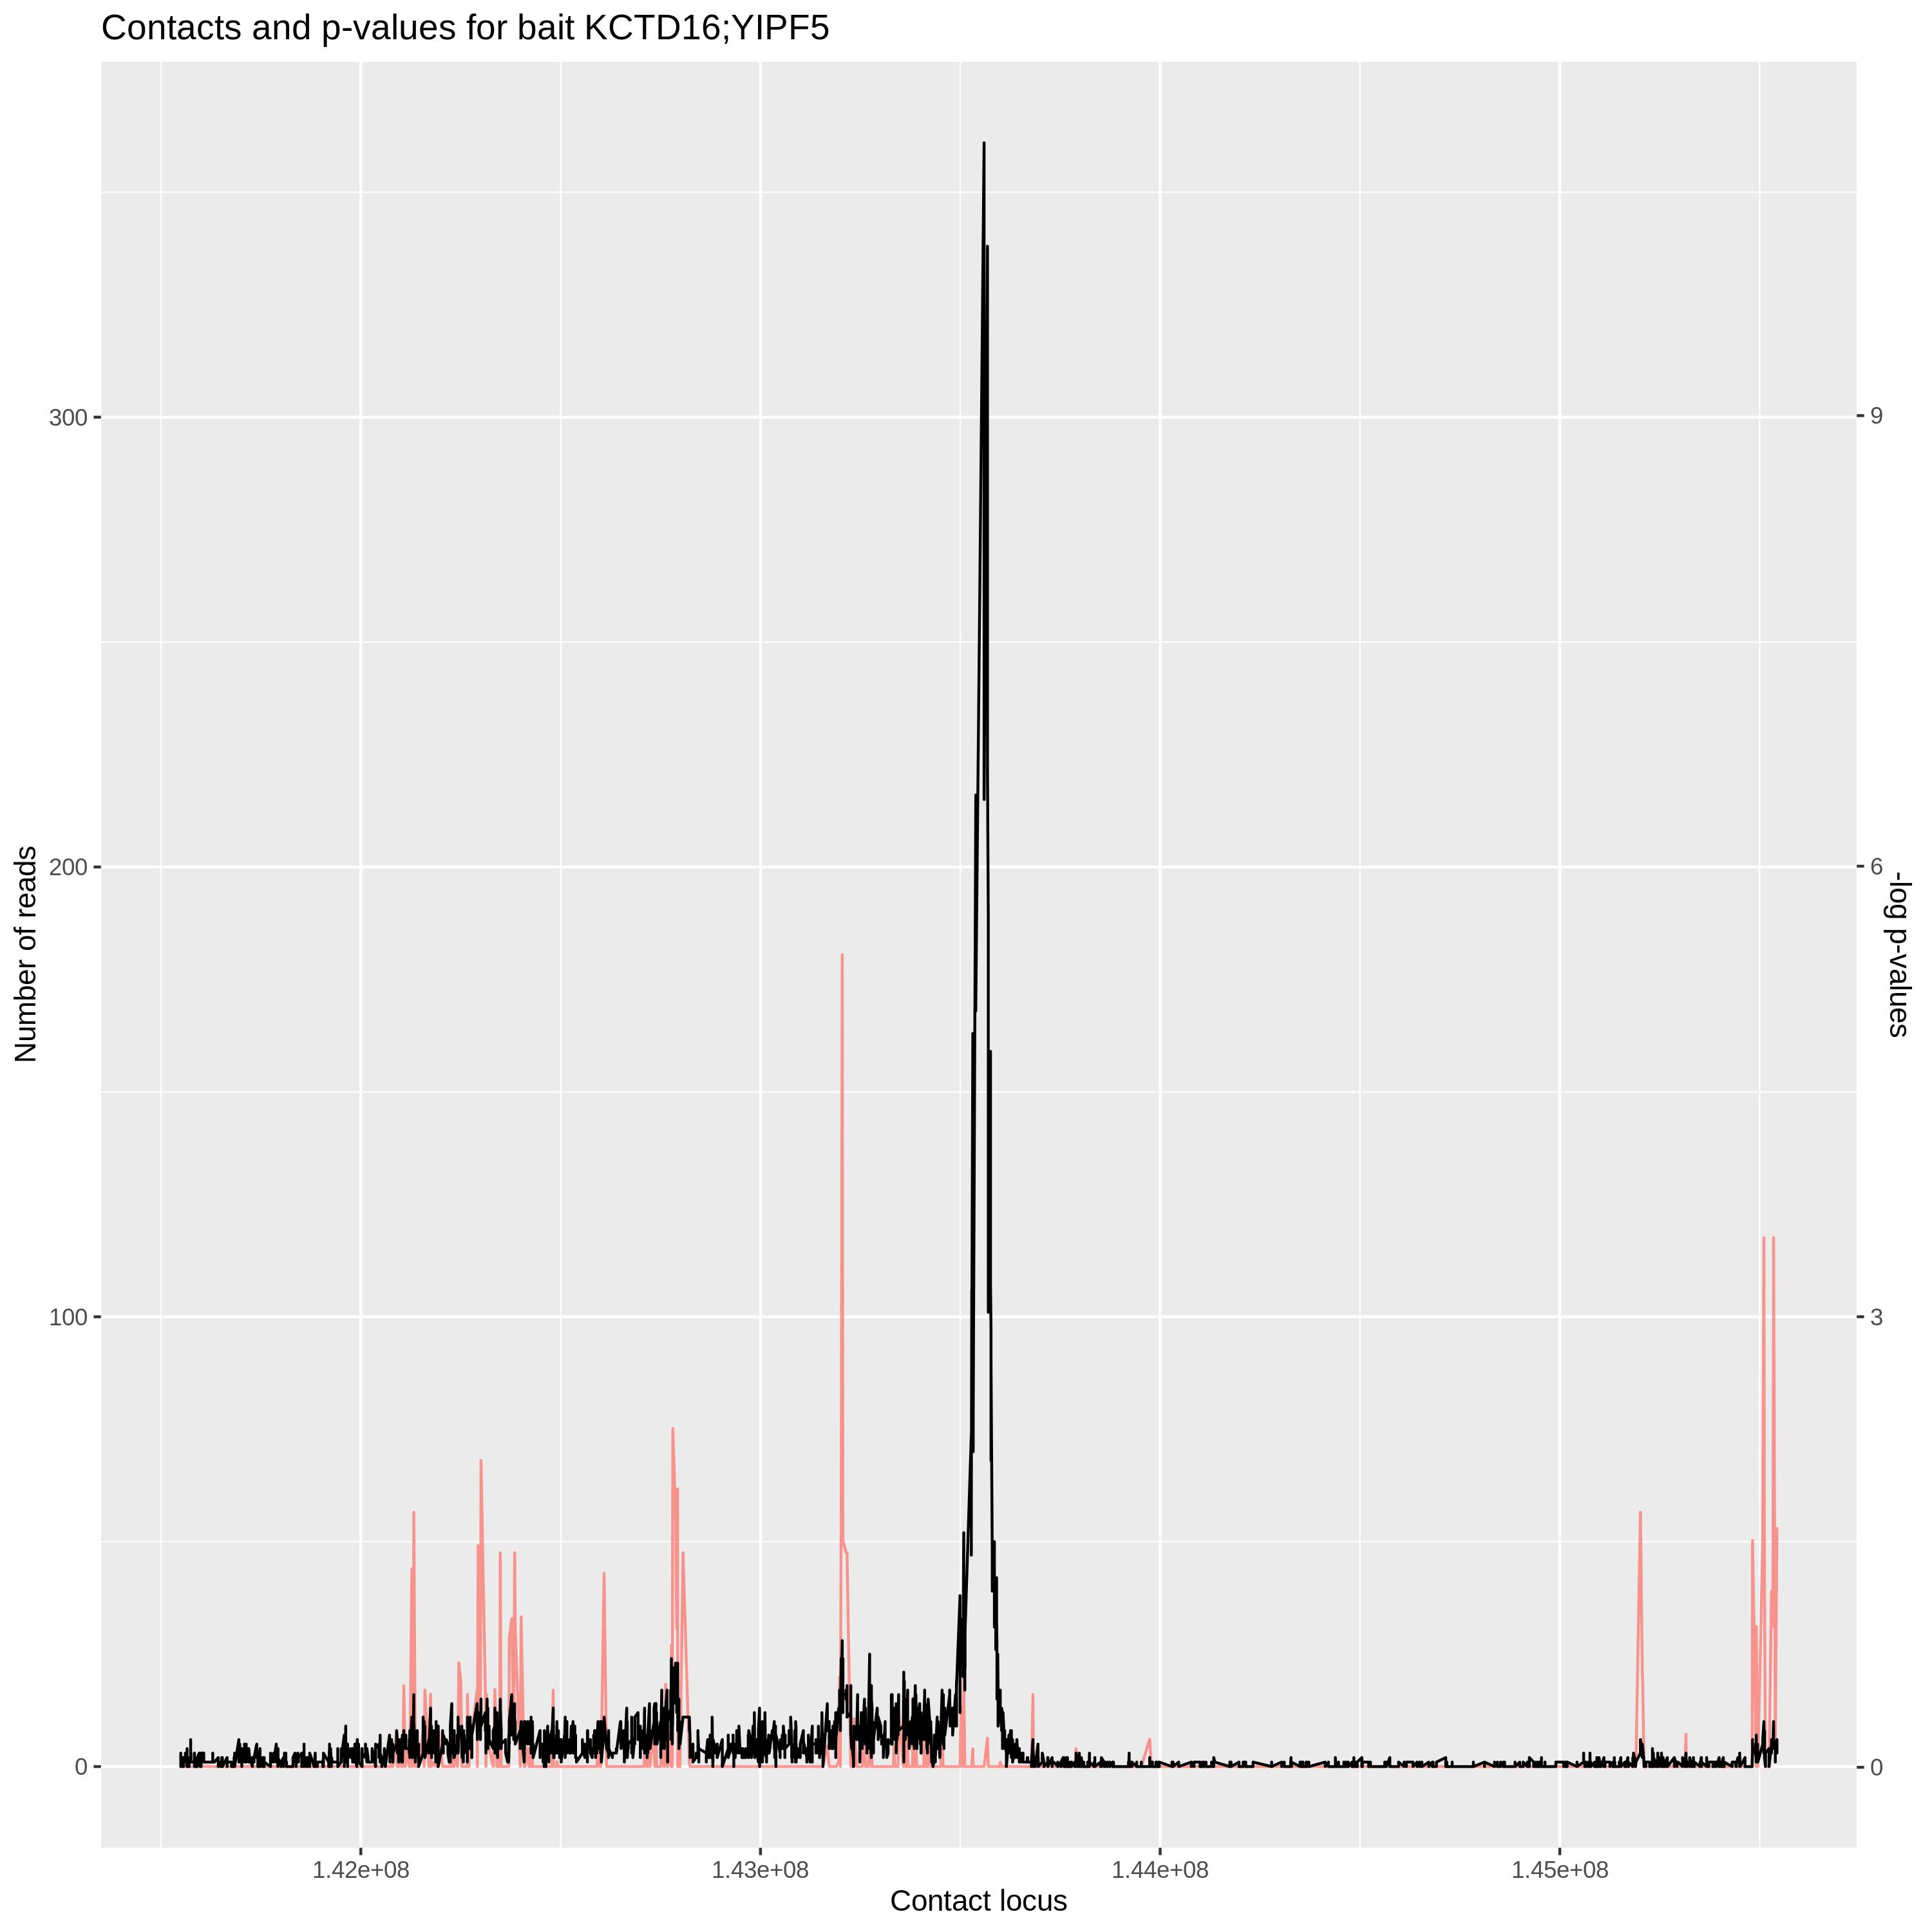 Contacts and p-values for bait KCTD16;YIPF5
Number of reads
300
200
100
0
9
6
3
0
-log p-values
1.42e+08
1.43e+08
1.44e+08
1.45e+08
Contact locus